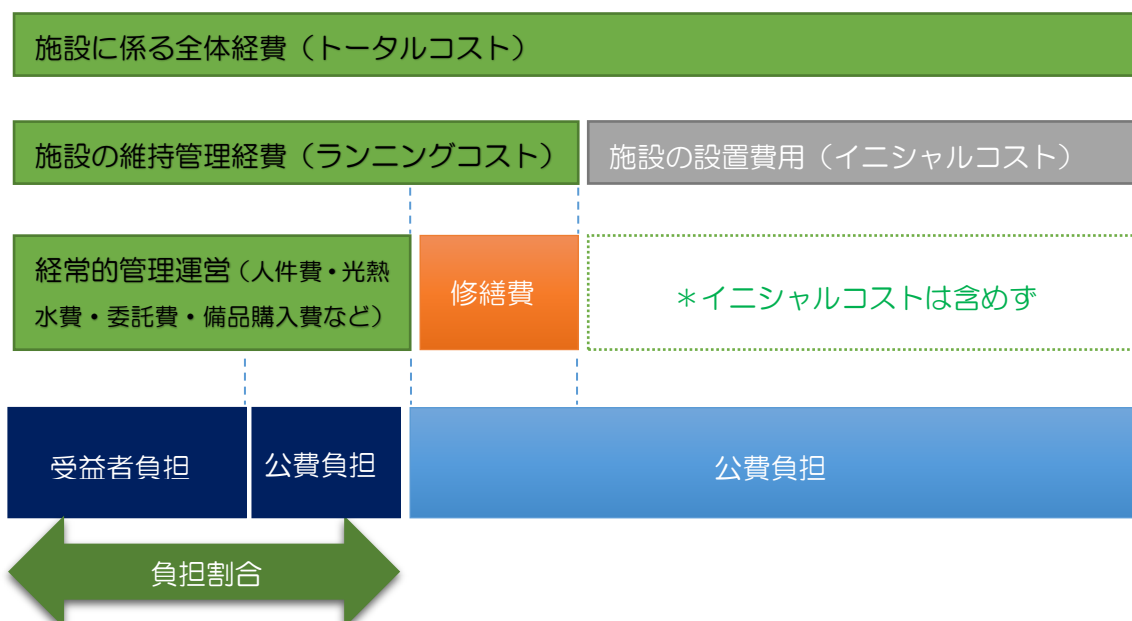 施設に係る全体経費（トータルコスト）
施設の維持管理経費（ランニングコスト）
施設の設置費用（イニシャルコスト）
経常的管理運営（人件費・光熱
水費・委託費・備品購入費など）
修繕費
＊イニシャルコストは含めず
受益者負担
公費負担
公費負担
負担割合